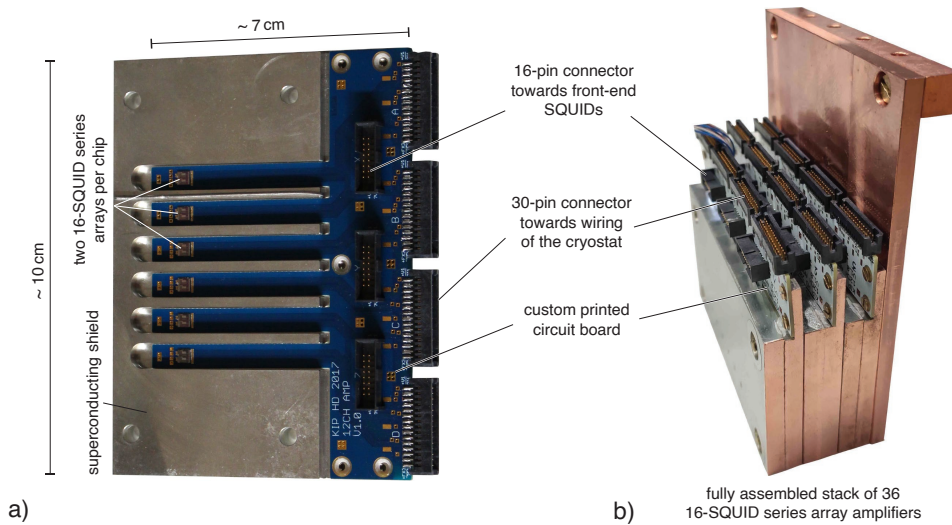 ~ 7 cm
~ 10 cm
two 16-SQUID series
arrays per chip
superconducting shield
16-pin connector
towards front-end
SQUIDs
30-pin connector
towards wiring
of the cryostat
custom printed
circuit board
A
B
C
D
KIP HD 2017
12CH AMP
V1.0
a)
b)
fully assembled stack of 36
16-SQUID series array amplifiers